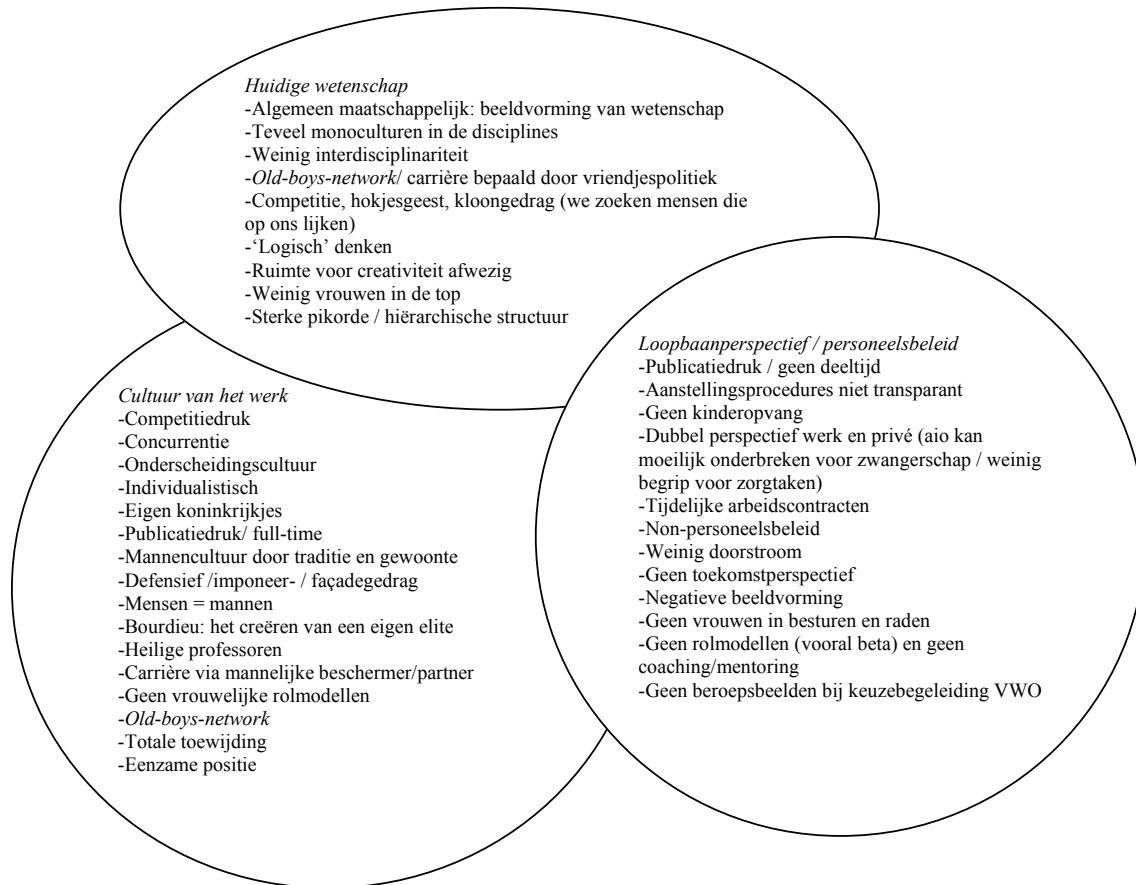 Huidige wetenschap
-Algemeen maatschappelijk: beeldvorming van wetenschap
-Teveel monoculturen in de disciplines
-Weinig interdisciplinariteit
-Old-boys-network/ carrière bepaald door vriendjespolitiek
-Competitie, hokjesgeest, kloongedrag (we zoeken mensen die
op ons lijken)
-‘Logisch’ denken
-Ruimte voor creativiteit afwezig
-Weinig vrouwen in de top
-Sterke pikorde / hiërarchische structuur
Cultuur van het werk
-Competitiedruk
-Concurrentie
-Onderscheidingscultuur
-Individualistisch
-Eigen koninkrijkjes
-Publicatiedruk/ full-time
-Mannencultuur door traditie en gewoonte
-Defensief /imponeer- / façadegedrag
-Mensen = mannen
-Bourdieu: het creëren van een eigen elite
-Heilige professoren
-Carrière via mannelijke beschermer/partner
-Geen vrouwelijke rolmodellen
-Old-boys-network
-Totale toewijding
-Eenzame positie
Loopbaanperspectief / personeelsbeleid
-Publicatiedruk / geen deeltijd
-Aanstellingsprocedures niet transparant
-Geen kinderopvang
-Dubbel perspectief werk en privé (aio kan
moeilijk onderbreken voor zwangerschap / weinig
begrip voor zorgtaken)
-Tijdelijke arbeidscontracten
-Non-personeelsbeleid
-Weinig doorstroom
-Geen toekomstperspectief
-Negatieve beeldvorming
-Geen vrouwen in besturen en raden
-Geen rolmodellen (vooral beta) en geen
coaching/mentoring
-Geen beroepsbeelden bij keuzebegeleiding VWO